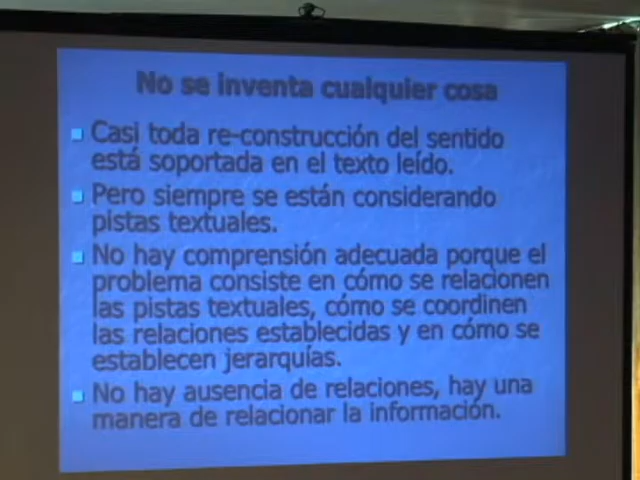 No se inventa cualquier cosa
Casi toda re-construcción del sentido
está soportada en el texto leído.
Pero siempre se están considerando
pistas textuales.
No hay comprensión adecuada porque el
problema consiste en cómo se relacionen
las pistas textuales, cómo se coordinen
las relaciones establecidas y en cómo se
establecen jerarquías.
No hay ausencia de relaciones, hay una
manera de relacionar la información.